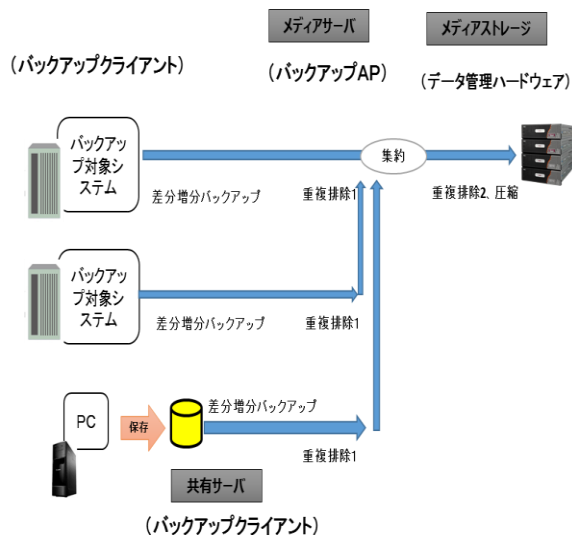 メディアサーバ
メディアストレージ
(バックアップクライアント)
(バックアップAP)
(データ管理ハードウェア)
バックアッ
プ対象シ
ステム
集約
差分増分バックアップ
重複排除1
重複排除2、圧縮
バックアッ
プ対象シ
ステム
差分増分バックアップ
重複排除1
PC
保存
差分増分バックアップ
重複排除1
共有サーバ
(バックアップクライアント)